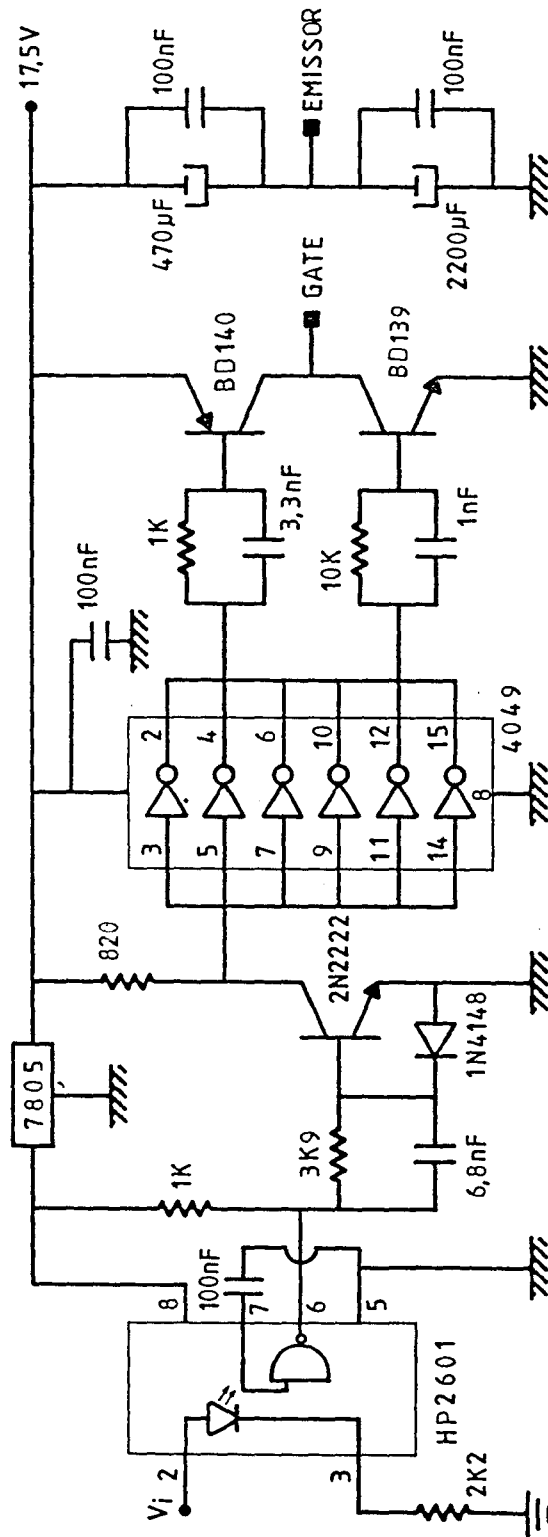 17,5V
7805
820
100nF
470µF
100nF
EMISSOR
2200µF
100nF
BD140
GATE
BD139
1K
3,3nF
10K
1nF
3
2
5
4
7
6
9
10
11
12
14
15
8
4049
2N2222
1N4148
3K9
6,8nF
1K
100nF
8
7
6
5
HP2601
Vi
2
3
2K2